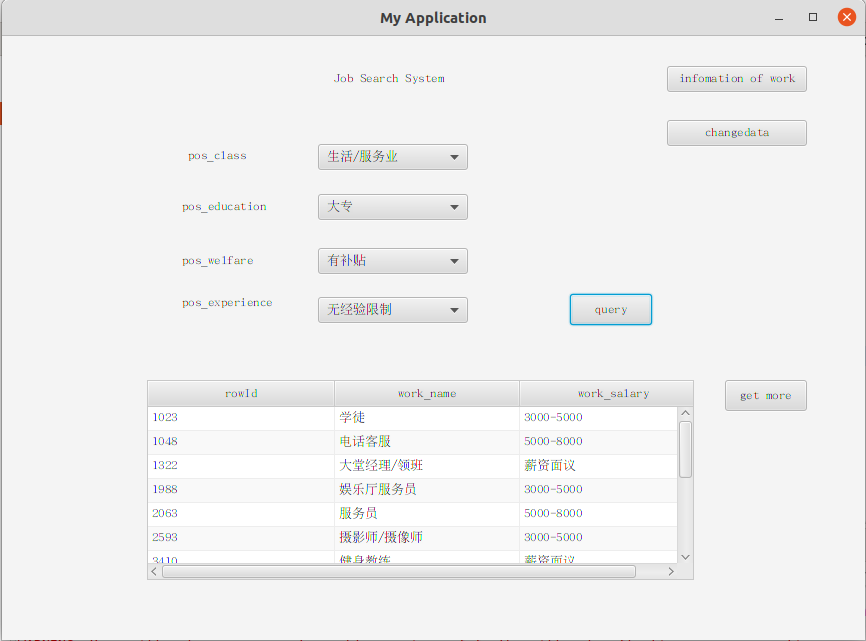 My Application
Job Search System
infomation of work
changedata
pos_class 生活/服务业
pos_education 大专
pos_welfare 有补贴
pos_experience 无经验限制
query
rowId work_name work_salary
get more
1023 学徒 3000-5000
1048 电话客服 5000-8000
1322 大堂经理/领班 薪资面议
1988 娱乐厅服务员 3000-5000
2063 服务员 5000-8000
2593 摄影师/摄像师 3000-5000
3410 健身教练 薪资面议